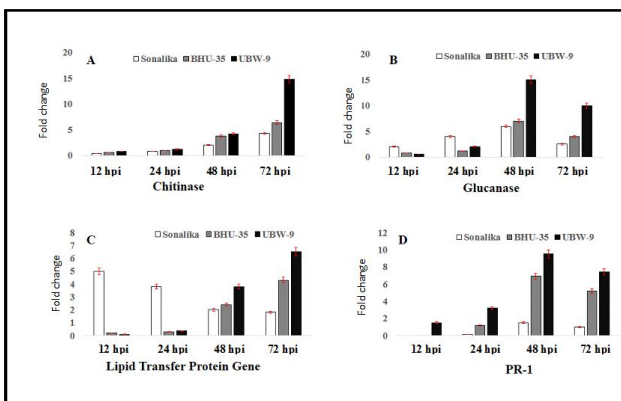 A
Sonalika BHU-35 UBW-9
20
15
10
5
0
Fold change
12 hpi 24 hpi 48 hpi 72 hpi
Chitinase
B
Sonalika BHU-35 UBW-9
20
15
10
5
0
Fold change
12 hpi 24 hpi 48 hpi 72 hpi
Glucanase
C
Sonalika BHU-35 UBW-9
8
7
6
5
4
3
2
1
0
Fold change
12 hpi 24 hpi 48 hpi 72 hpi
Lipid Transfer Protein Gene
D
Sonalika BHU-35 UBW-9
12
10
8
6
4
2
0
Fold change
12 hpi 24 hpi 48 hpi 72 hpi
PR-1